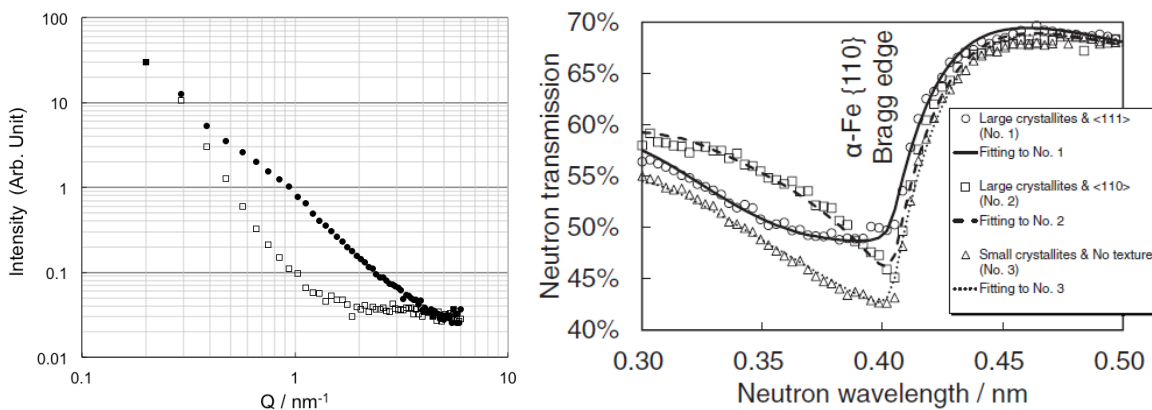 100
10
1
0.1
0.01
0.1
1
10
Intensity (Arb. Unit)
Q / nm-1
70%
65%
60%
55%
50%
45%
40%
0.30
0.35
0.40
0.45
0.50
Neutron transmission
Neutron wavelength / nm
α-Fe {110}
Bragg edge
Large crystallites & <111>
(No. 1)
Fitting to No. 1
Large crystallites & <110>
(No. 2)
Fitting to No. 2
Small crystallites & No texture
(No. 3)
Fitting to No. 3